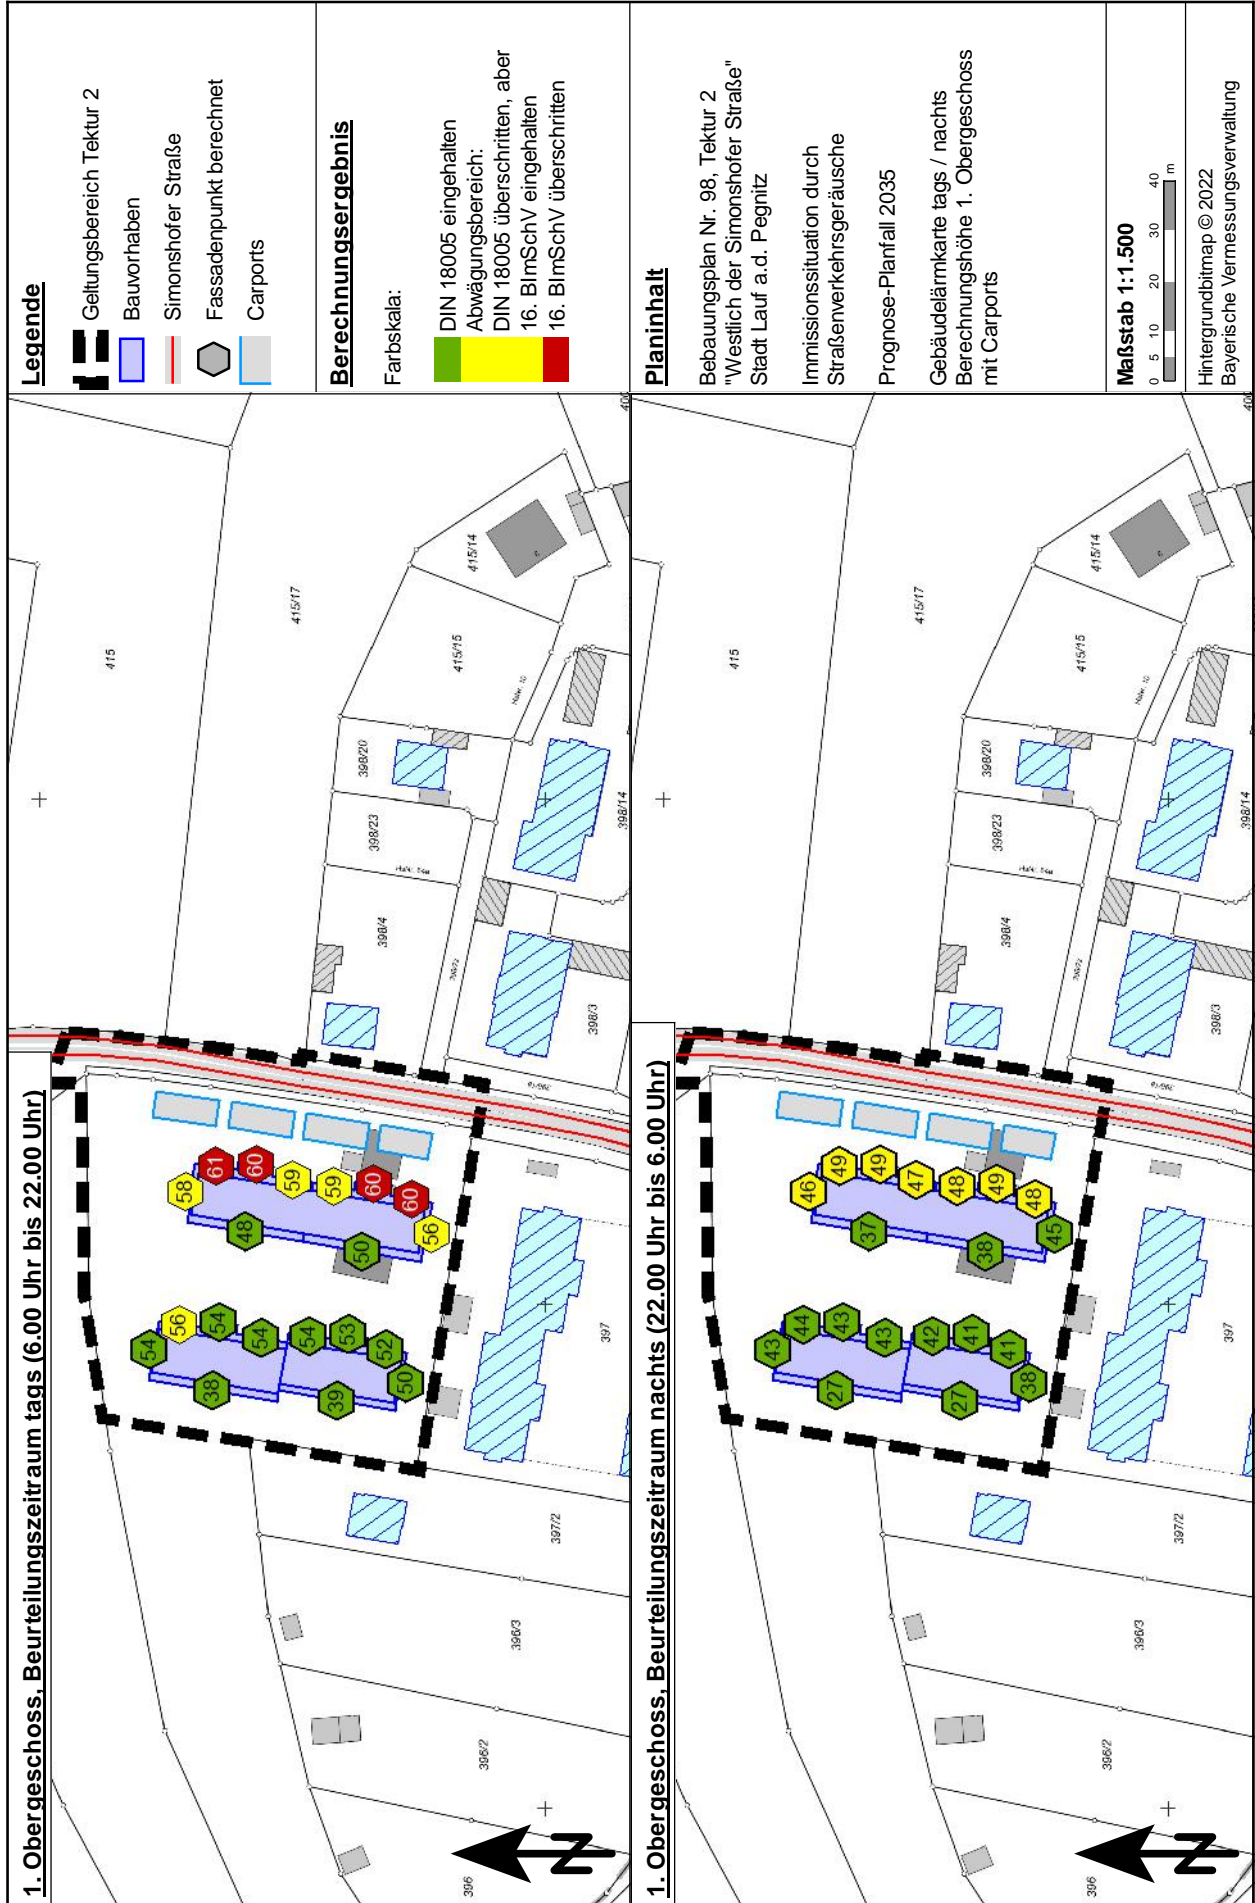 1. Obergeschoss, Beurteilungszeitraum tags (6.00 Uhr bis 22.00 Uhr)
415
415/17
415/14
415/15
398/20
398/23
398/4
398/14
398/3
397
397/2
396/3
396/2
396
400
58
61
60
59
59
60
60
56
48
50
54
56
54
54
54
53
52
50
38
39
N
1. Obergeschoss, Beurteilungszeitraum nachts (22.00 Uhr bis 6.00 Uhr)
415
415/17
415/14
415/15
398/20
398/23
398/4
398/14
398/3
397
397/2
396/3
396/2
396
400
46
49
49
47
48
49
48
45
37
38
43
44
43
43
42
41
41
38
27
27
N
Legende
Geltungsbereich Tektur 2
Bauvorhaben
Simonshofer Straße
Fassadenpunkt berechnet
Carports
Berechnungsergebnis
Farbskala:
DIN 18005 eingehalten
Abwägungsbereich:
DIN 18005 überschritten, aber
16. BImSchV eingehalten
16. BImSchV überschritten
Planinhalt
Bebauungsplan Nr. 98, Tektur 2
"Westlich der Simonshofer Straße"
Stadt Lauf a.d. Pegnitz
Immissionssituation durch
Straßenverkehrsgeräusche
Prognose-Planfall 2035
Gebäudelärmkarte tags / nachts
Berechnungshöhe 1. Obergeschoss
mit Carports
Maßstab 1:1.500
0 5 10 20 30 40
m
Hintergrundbitmap © 2022
Bayerische Vermessungsverwaltung